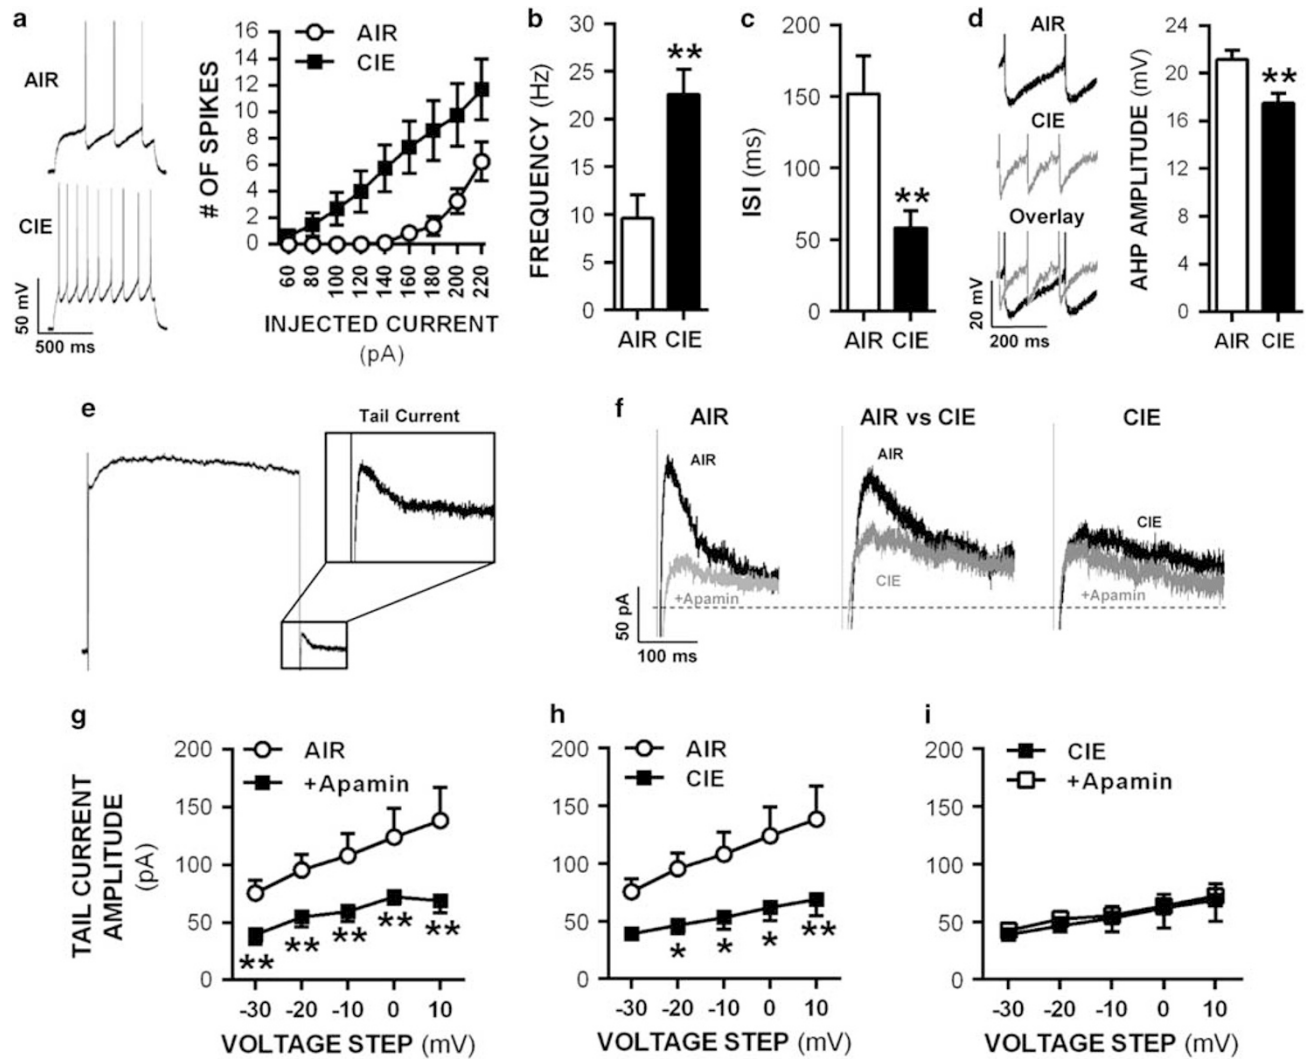 a
AIR
CIE
50 mV
500 ms
# OF SPIKES
16
14
12
10
8
6
4
2
0
AIR
CIE
60
80
100
120
140
160
180
200
220
INJECTED CURRENT
(pA)
b
FREQUENCY (Hz)
30
25
20
15
10
5
0
**
AIR CIE
c
ISI (ms)
200
150
100
50
0
**
AIR CIE
d
AIR
CIE
Overlay
20 mV
200 ms
AHP AMPLITUDE (mV)
24
20
16
12
8
4
0
**
AIR CIE
e
Tail Current
f
AIR
AIR
+Apamin
50 pA
100 ms
AIR vs CIE
AIR
CIE
CIE
CIE
+Apamin
g
TAIL CURRENT
AMPLITUDE
(pA)
200
150
100
50
0
AIR
+Apamin
** ** ** ** **
-30 -20 -10 0 10
VOLTAGE STEP (mV)
h
200
150
100
50
0
AIR
CIE
* * * **
-30 -20 -10 0 10
VOLTAGE STEP (mV)
i
200
150
100
50
0
CIE
+Apamin
-30 -20 -10 0 10
VOLTAGE STEP (mV)